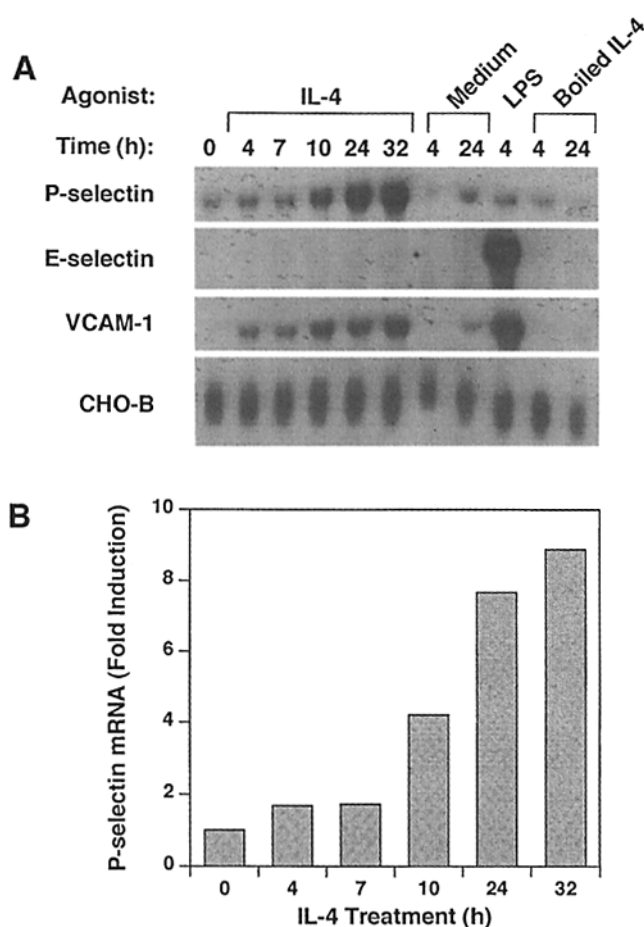 A
Agonist: IL-4 Medium LPS Boiled IL-4
Time (h): 0 4 7 10 24 32 4 24 4 4 24
P-selectin
E-selectin
VCAM-1
CHO-B
B
P-selectin mRNA (Fold Induction)
10
8
6
4
2
0
0 4 7 10 24 32
IL-4 Treatment (h)